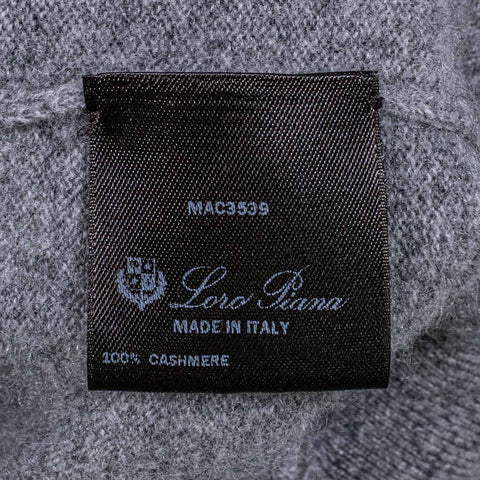 MAC3539
Loro Piana
MADE IN ITALY
100% CASHMERE